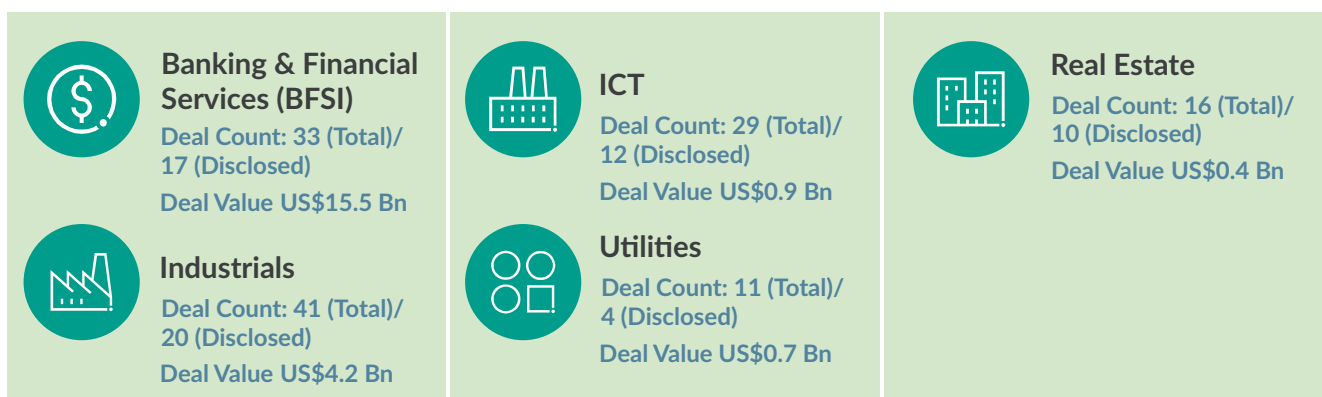 Banking & Financial
Services (BFSI)
Deal Count: 33 (Total)/
17 (Disclosed)
Deal Value US$15.5 Bn
Industrials
Deal Count: 41 (Total)/
20 (Disclosed)
Deal Value US$4.2 Bn
ICT
Deal Count: 29 (Total)/
12 (Disclosed)
Deal Value US$0.9 Bn
Utilities
Deal Count: 11 (Total)/
4 (Disclosed)
Deal Value US$0.7 Bn
Real Estate
Deal Count: 16 (Total)/
10 (Disclosed)
Deal Value US$0.4 Bn